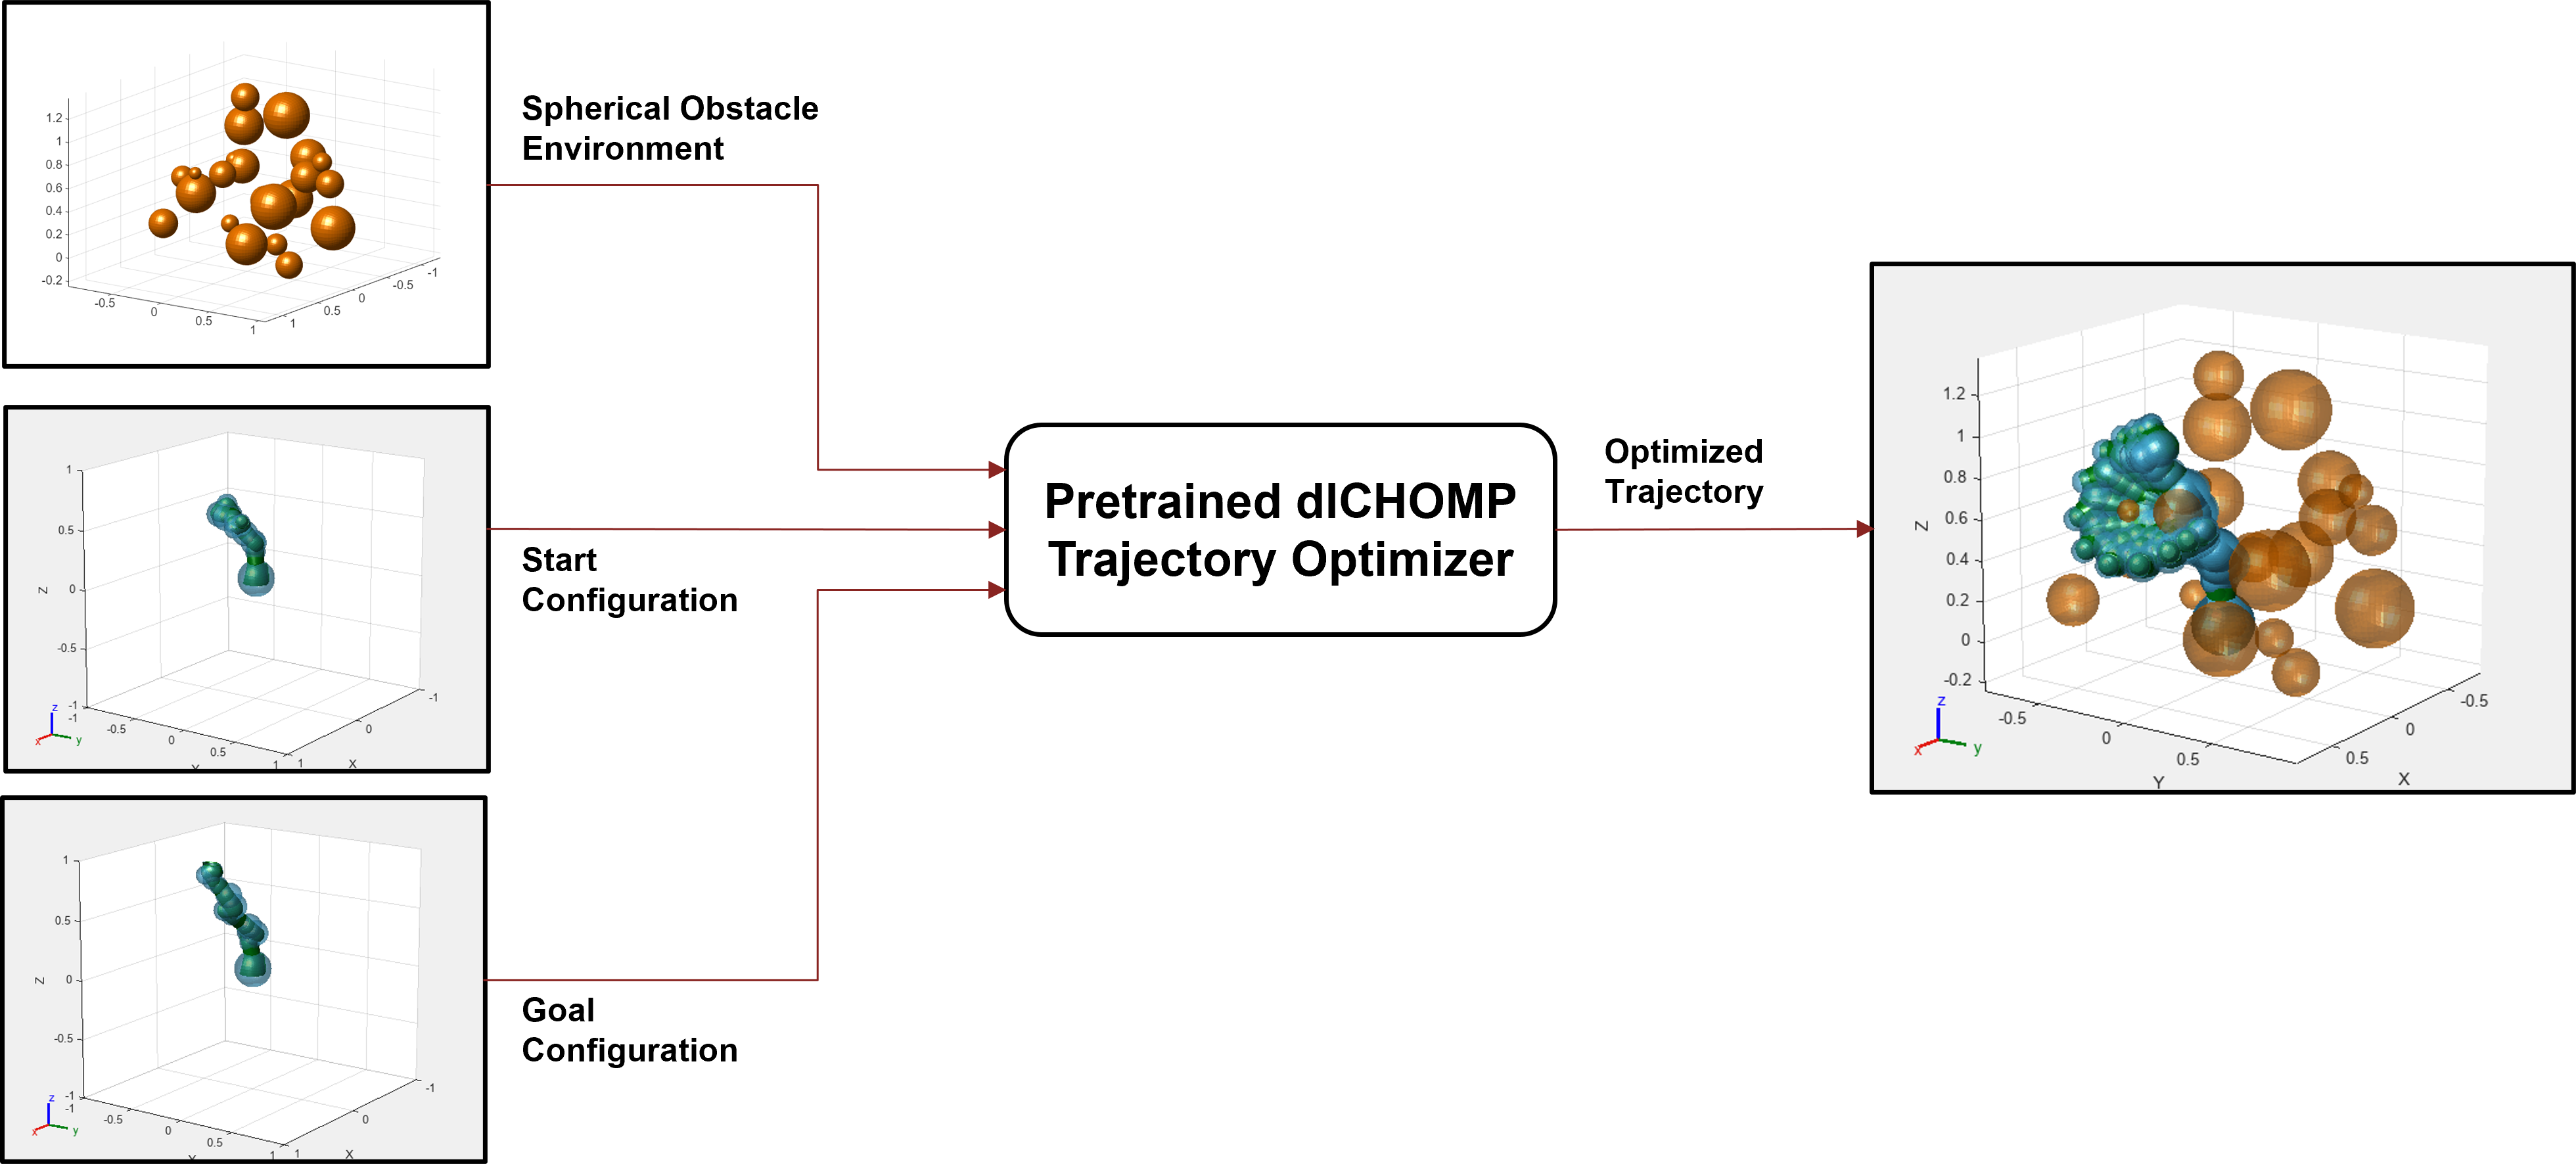 Spherical Obstacle
Environment
1.2
1
0.8
0.6
0.4
0.2
0
-0.2
-0.5
0
0.5
1
1
0.5
0
-0.5
-1
Start
Configuration
1
0.5
0
-0.5
-1
Z
-1
-0.5
0
0.5
1
1
0
-1
X
z
x
y
Goal
Configuration
1
0.5
0
-0.5
-1
Z
-1
-0.5
0
0.5
1
1
0
-1
X
z
x
y
Pretrained dlCHOMP
Trajectory Optimizer
Optimized
Trajectory
1.2
1
0.8
0.6
0.4
0.2
0
-0.2
Z
-0.5
0
0.5
Y
0.5
0
-0.5
X
z
x
y